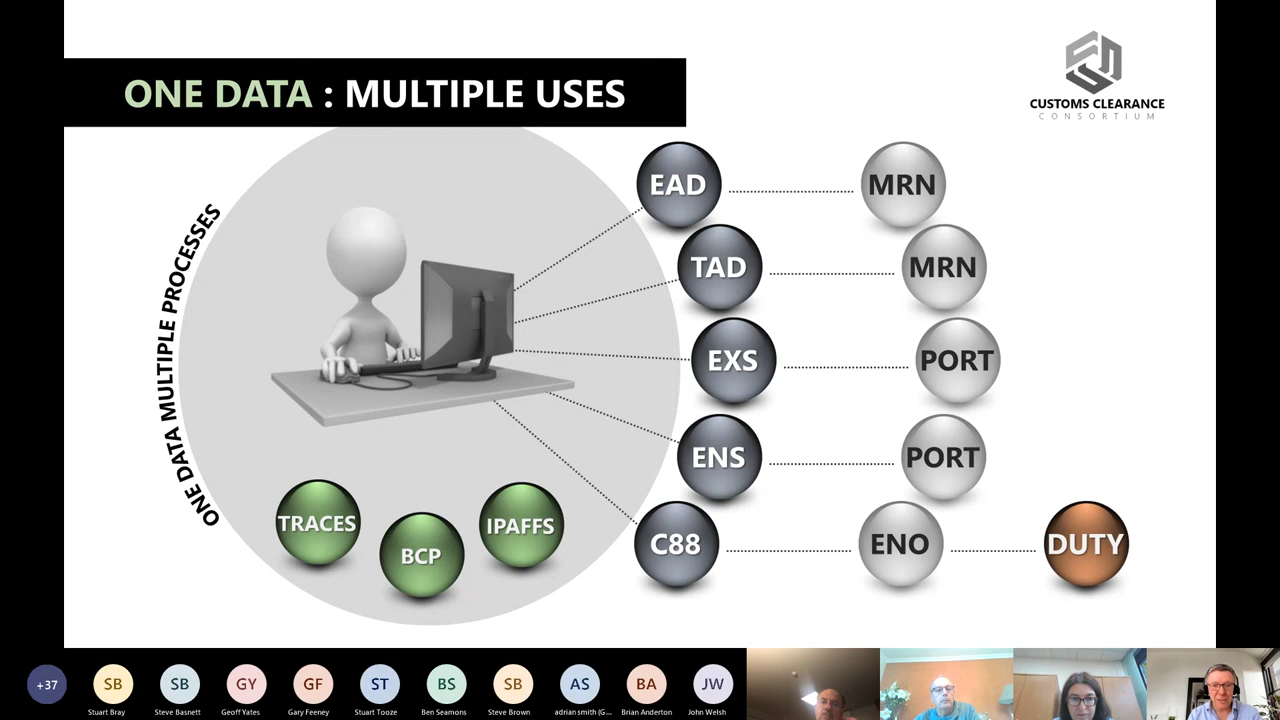 ONE DATA : MULTIPLE USES
CUSTOMS CLEARANCE
CONSORTIUM
ONE DATA MULTIPLE PROCESSES
EAD
MRN
TAD
MRN
EXS
PORT
ENS
PORT
C88
ENO
DUTY
TRACES
BCP
IPAFFS
+37
SB
SB
GY
GF
ST
BS
SB
AS
BA
JW
Stuart Bray
Steve Basnett
Geoff Yates
Gary Feeney
Stuart Tooze
Ben Seamons
Steve Brown
adrian smith (G...
Brian Anderton
John Welsh